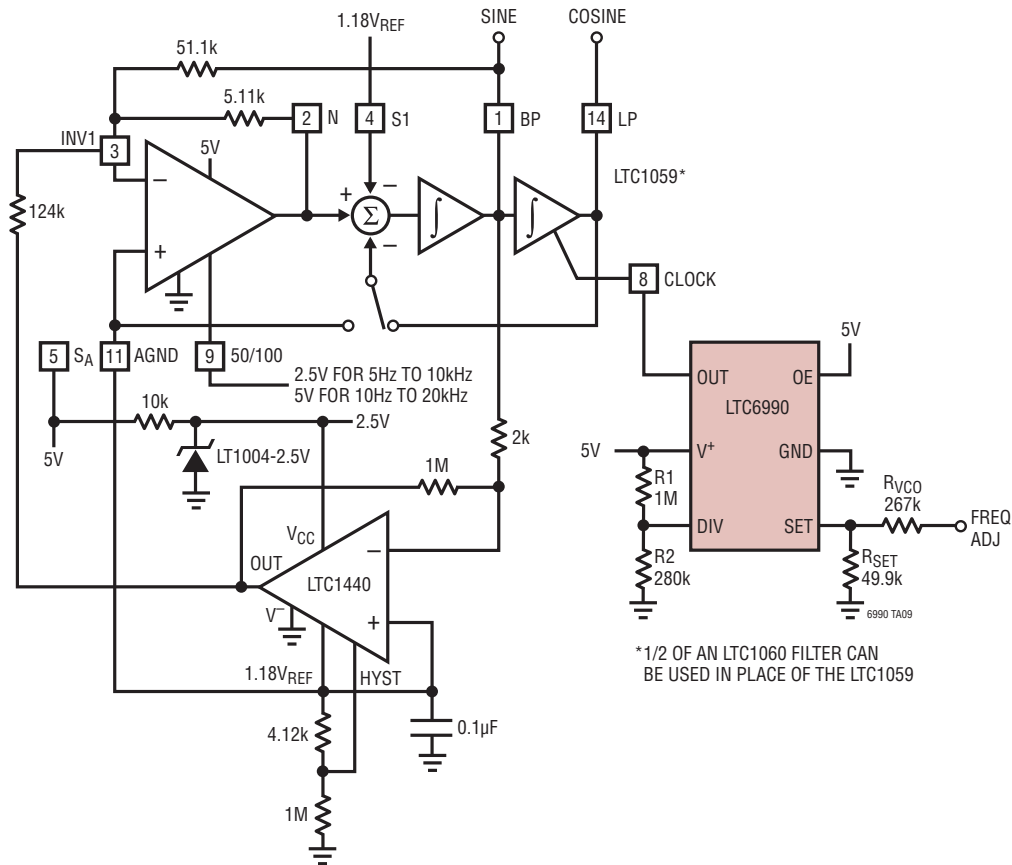 1.18VREF
SINE
COSINE
51.1k
5.11k
2
N
4
S1
1
BP
14
LP
INV1
3
5V
–
+
+
–
Σ
–
∫
∫
LTC1059*
124k
8
CLOCK
5
SA
11
AGND
9
50/100
2.5V FOR 5Hz TO 10kHz
5V FOR 10Hz TO 20kHz
10k
2.5V
5V
LT1004-2.5V
2k
1M
VCC
OUT
–
LTC1440
V–
+
1.18VREF
HYST
4.12k
0.1µF
1M
5V
OUT
OE
LTC6990
5V
V+
GND
R1
1M
RVCO
267k
DIV
SET
FREQ
ADJ
R2
280k
RSET
49.9k
6990 TA09
*1/2 OF AN LTC1060 FILTER CAN
BE USED IN PLACE OF THE LTC1059